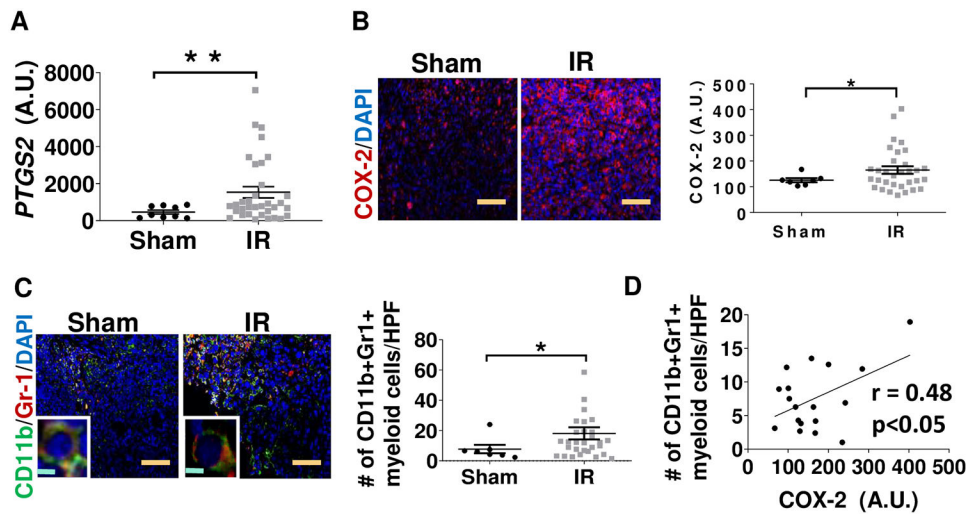 A
* *
PTGS2 (A.U.)
8000
6000
4000
2000
0
Sham
IR
B
Sham
IR
COX-2/DAPI
COX-2 (A.U.)
*
500
400
300
200
100
0
Sham
IR
C
Sham
IR
CD11b/Gr-1/DAPI
# of CD11b+Gr1+
myeloid cells/HPF
*
80
60
40
20
0
Sham
IR
D
# of CD11b+Gr1+
myeloid cells/HPF
20
15
10
5
0
r = 0.48
p<0.05
0
100
200
300
400
500
COX-2 (A.U.)